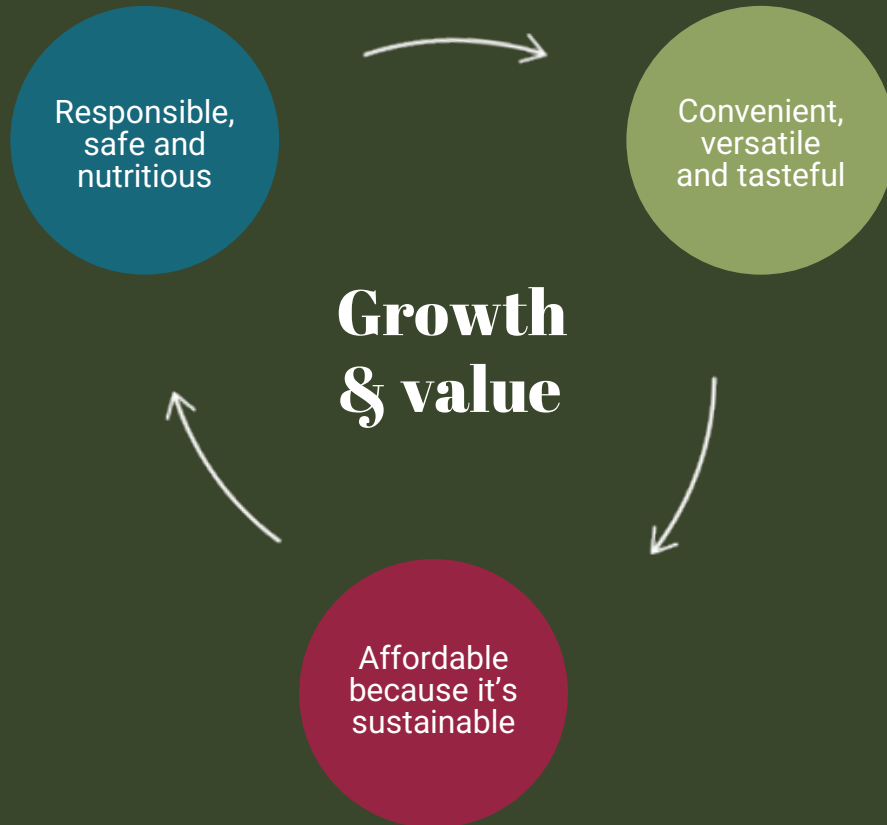 Responsible,
safe and
nutritious
Convenient,
versatile
and tasteful
Growth
& value
Affordable
because it’s
sustainable